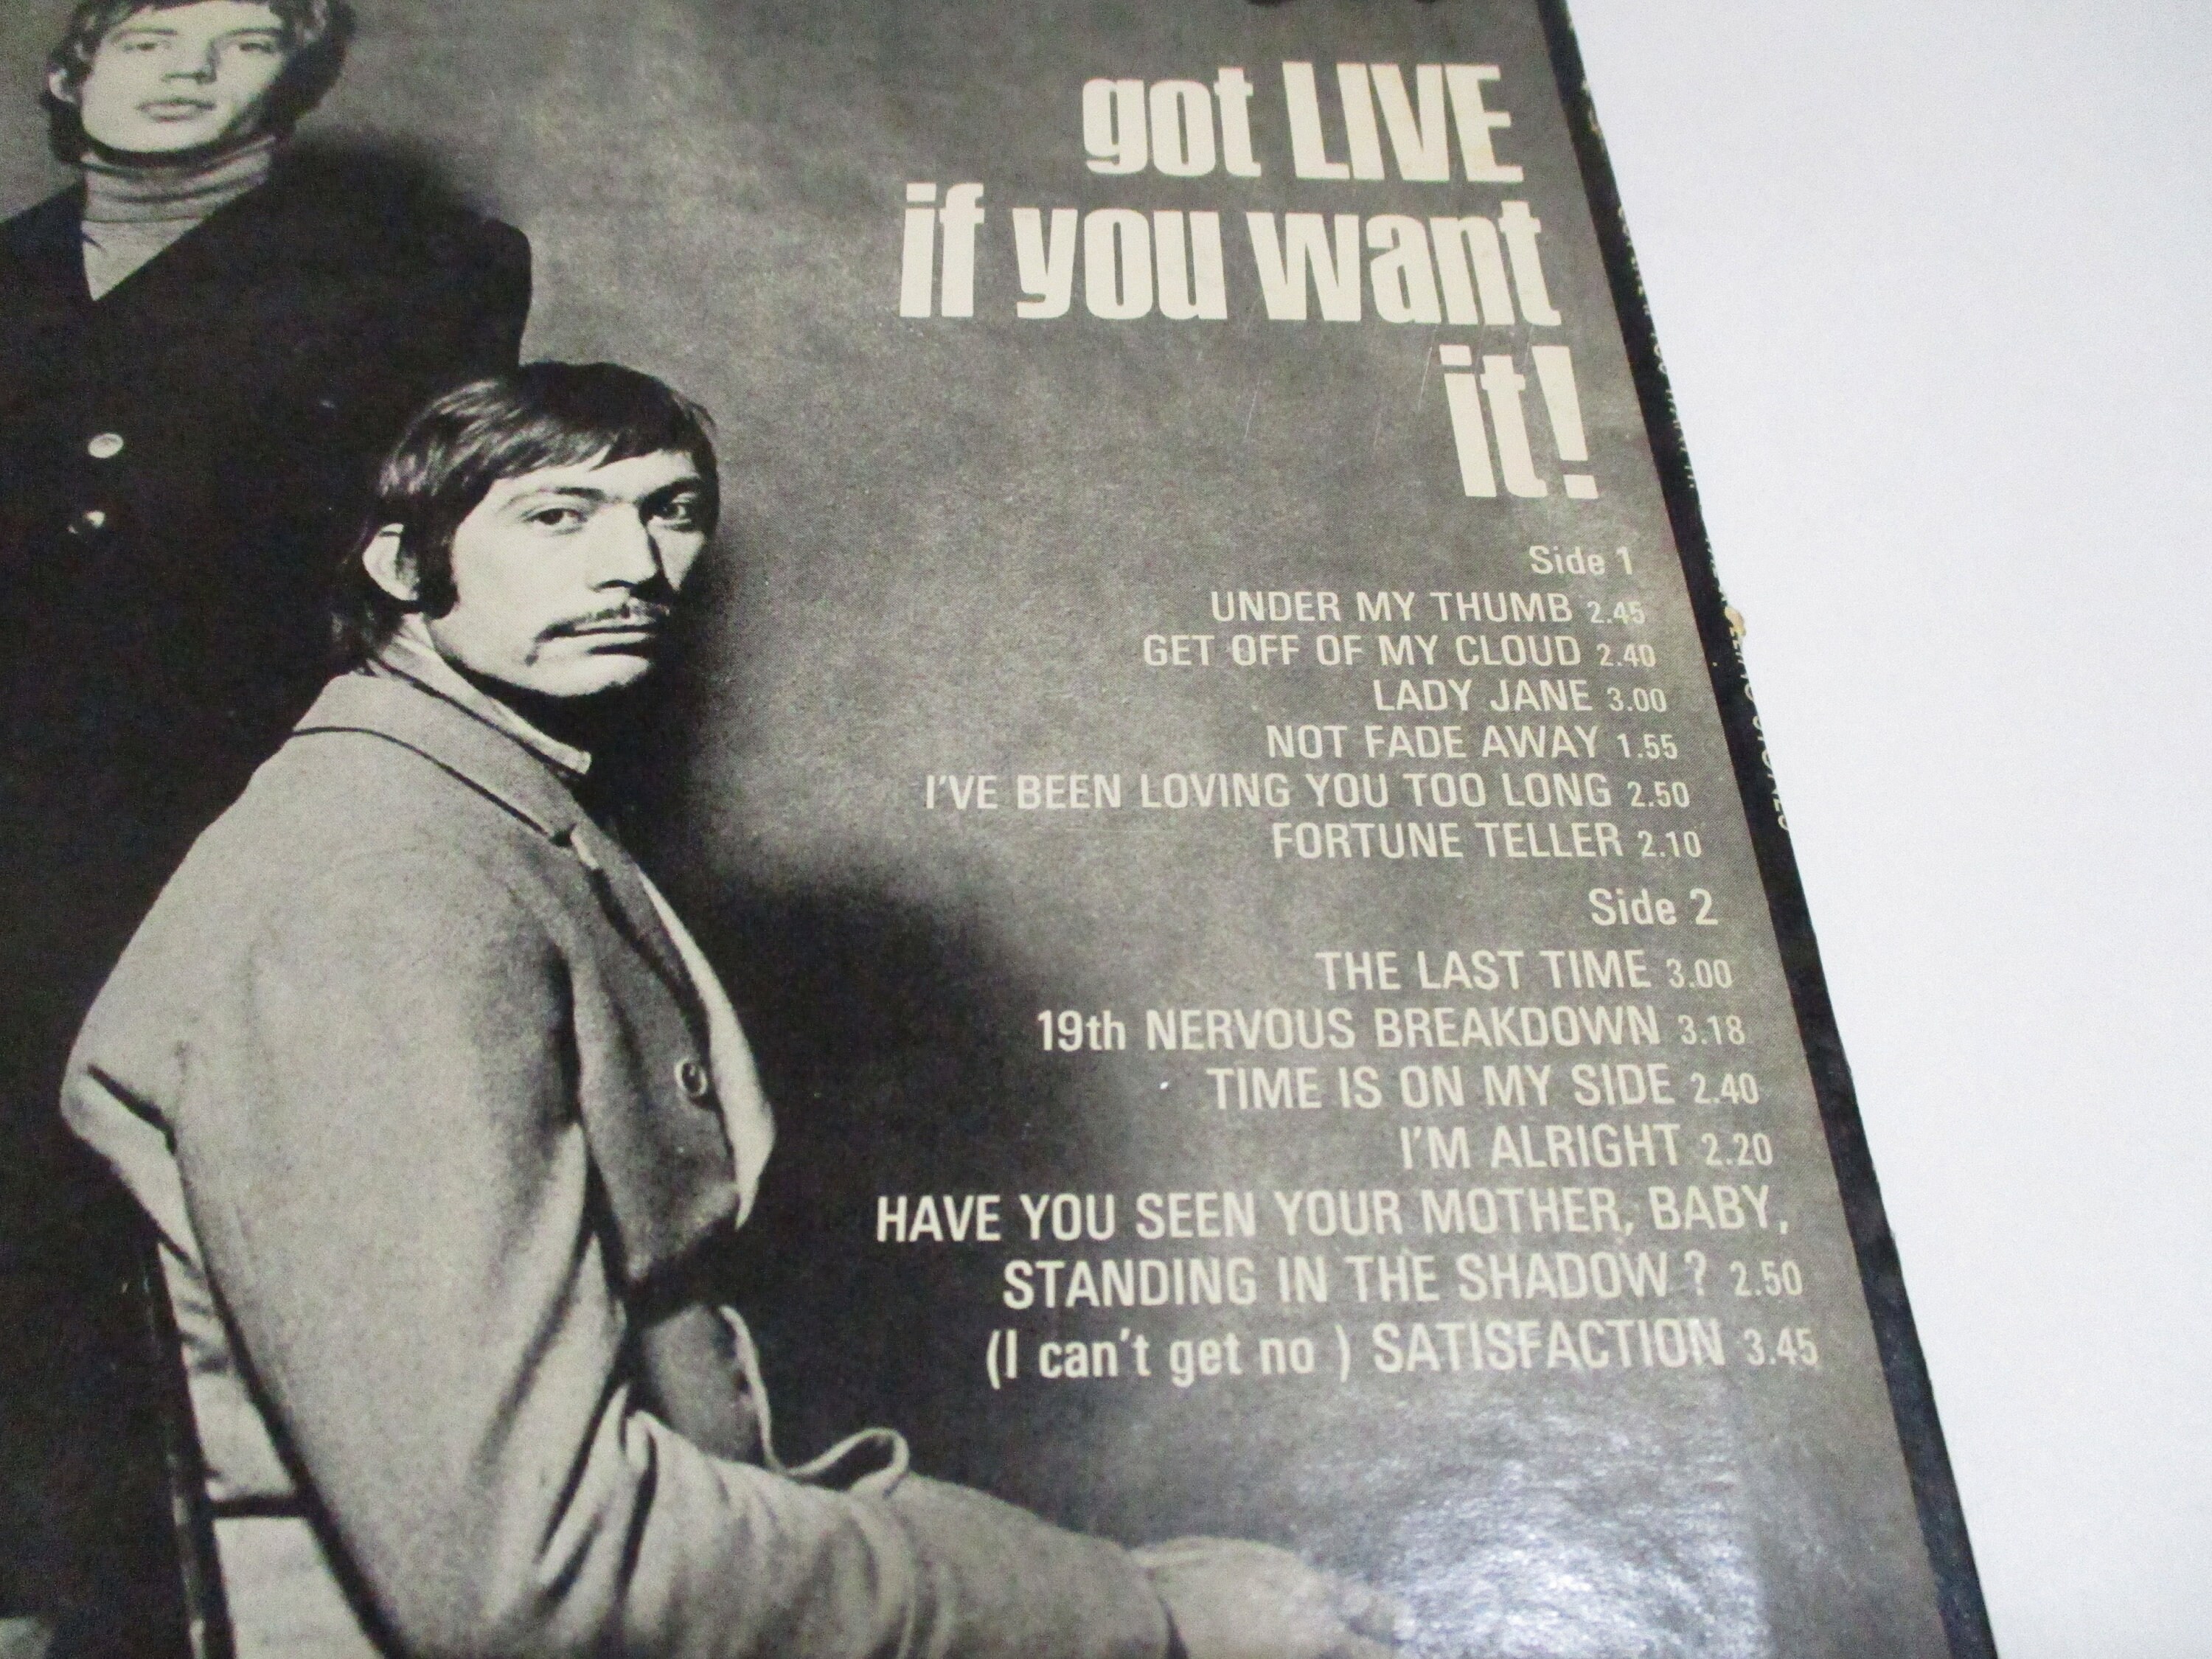 got LIVE
if you want
it!
Side 1
UNDER MY THUMB 2.45
GET OFF OF MY CLOUD 2.40
LADY JANE 3.00
NOT FADE AWAY 1.55
I'VE BEEN LOVING YOU TOO LONG 2.50
FORTUNE TELLER 2.10
Side 2
THE LAST TIME 3.00
19th NERVOUS BREAKDOWN 3.18
TIME IS ON MY SIDE 2.40
I'M ALRIGHT 2.20
HAVE YOU SEEN YOUR MOTHER, BABY,
STANDING IN THE SHADOW ? 2.50
(I can't get no ) SATISFACTION 3.45